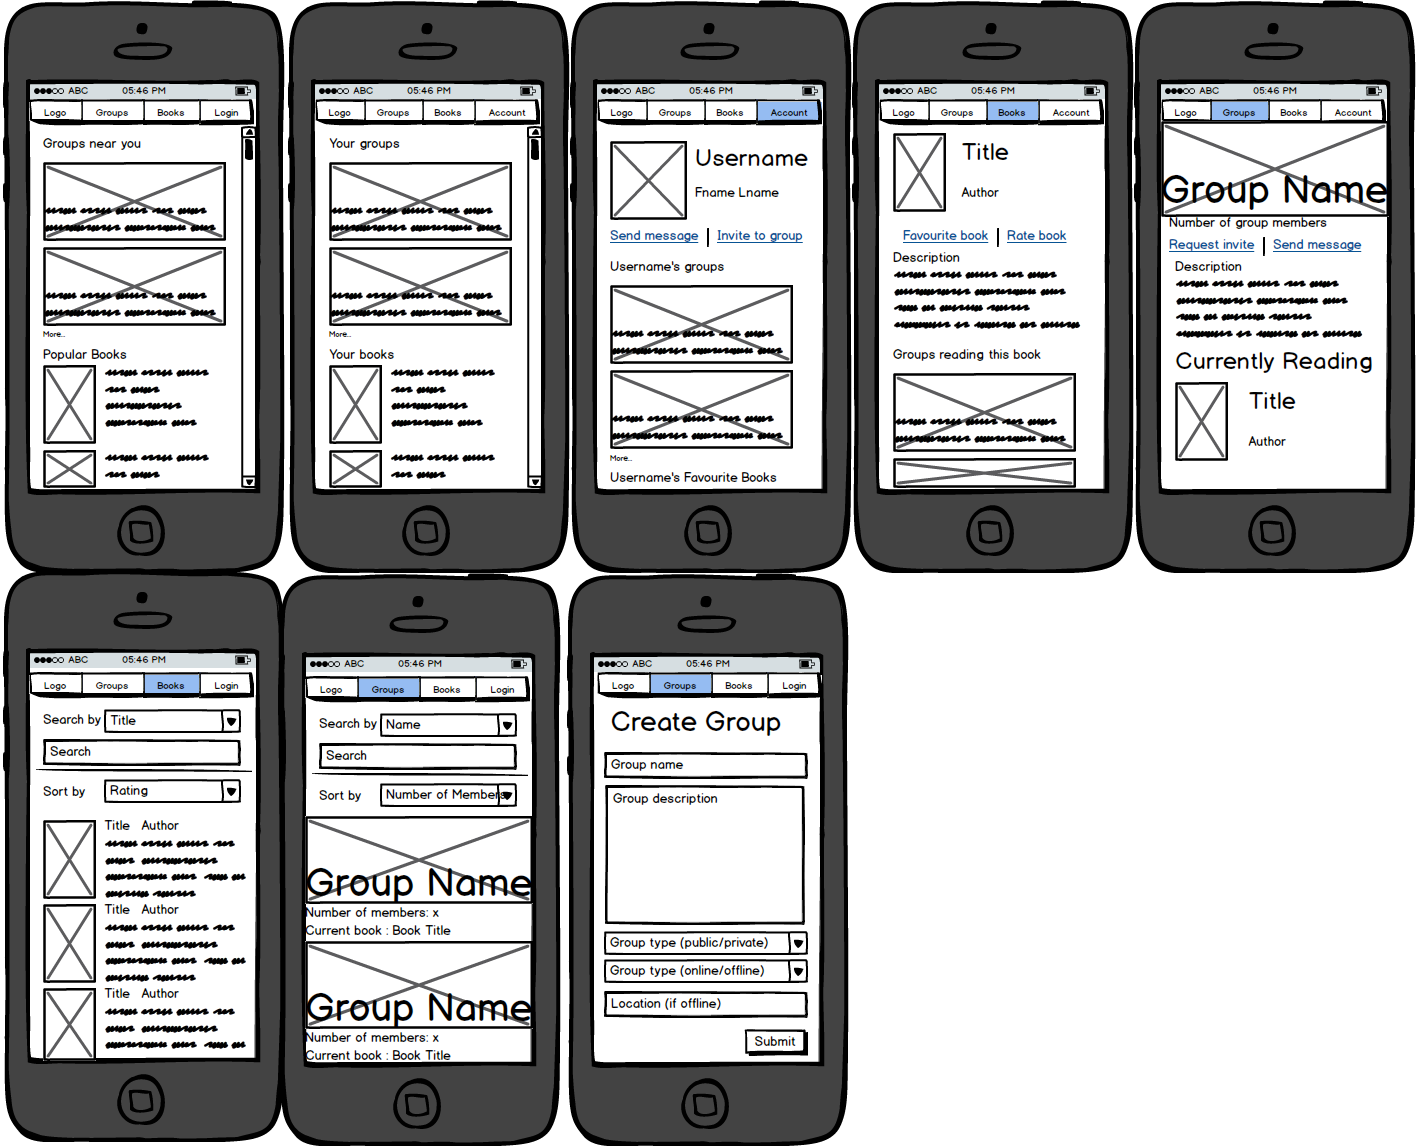 ABC 05:46 PM
Logo Groups Books Login
Groups near you
More...
Popular Books
ABC 05:46 PM
Logo Groups Books Account
Your groups
More...
Your books
ABC 05:46 PM
Logo Groups Books Account
Username
Fname Lname
Send message Invite to group
Username's groups
More...
Username's Favourite Books
ABC 05:46 PM
Logo Groups Books Account
Title
Author
Favourite book Rate book
Description
Groups reading this book
ABC 05:46 PM
Logo Groups Books Account
Group Name
Number of group members
Request invite Send message
Description
Currently Reading
Title
Author
ABC 05:46 PM
Logo Groups Books Login
Search by Title
Search
Sort by Rating
Title Author
Title Author
Title Author
ABC 05:46 PM
Logo Groups Books Login
Search by Name
Search
Sort by Number of Members
Group Name
Number of members: x
Current book : Book Title
Group Name
Number of members: x
Current book : Book Title
ABC 05:46 PM
Logo Groups Books Login
Create Group
Group name
Group description
Group type (public/private)
Group type (online/offline)
Location (if offline)
Submit